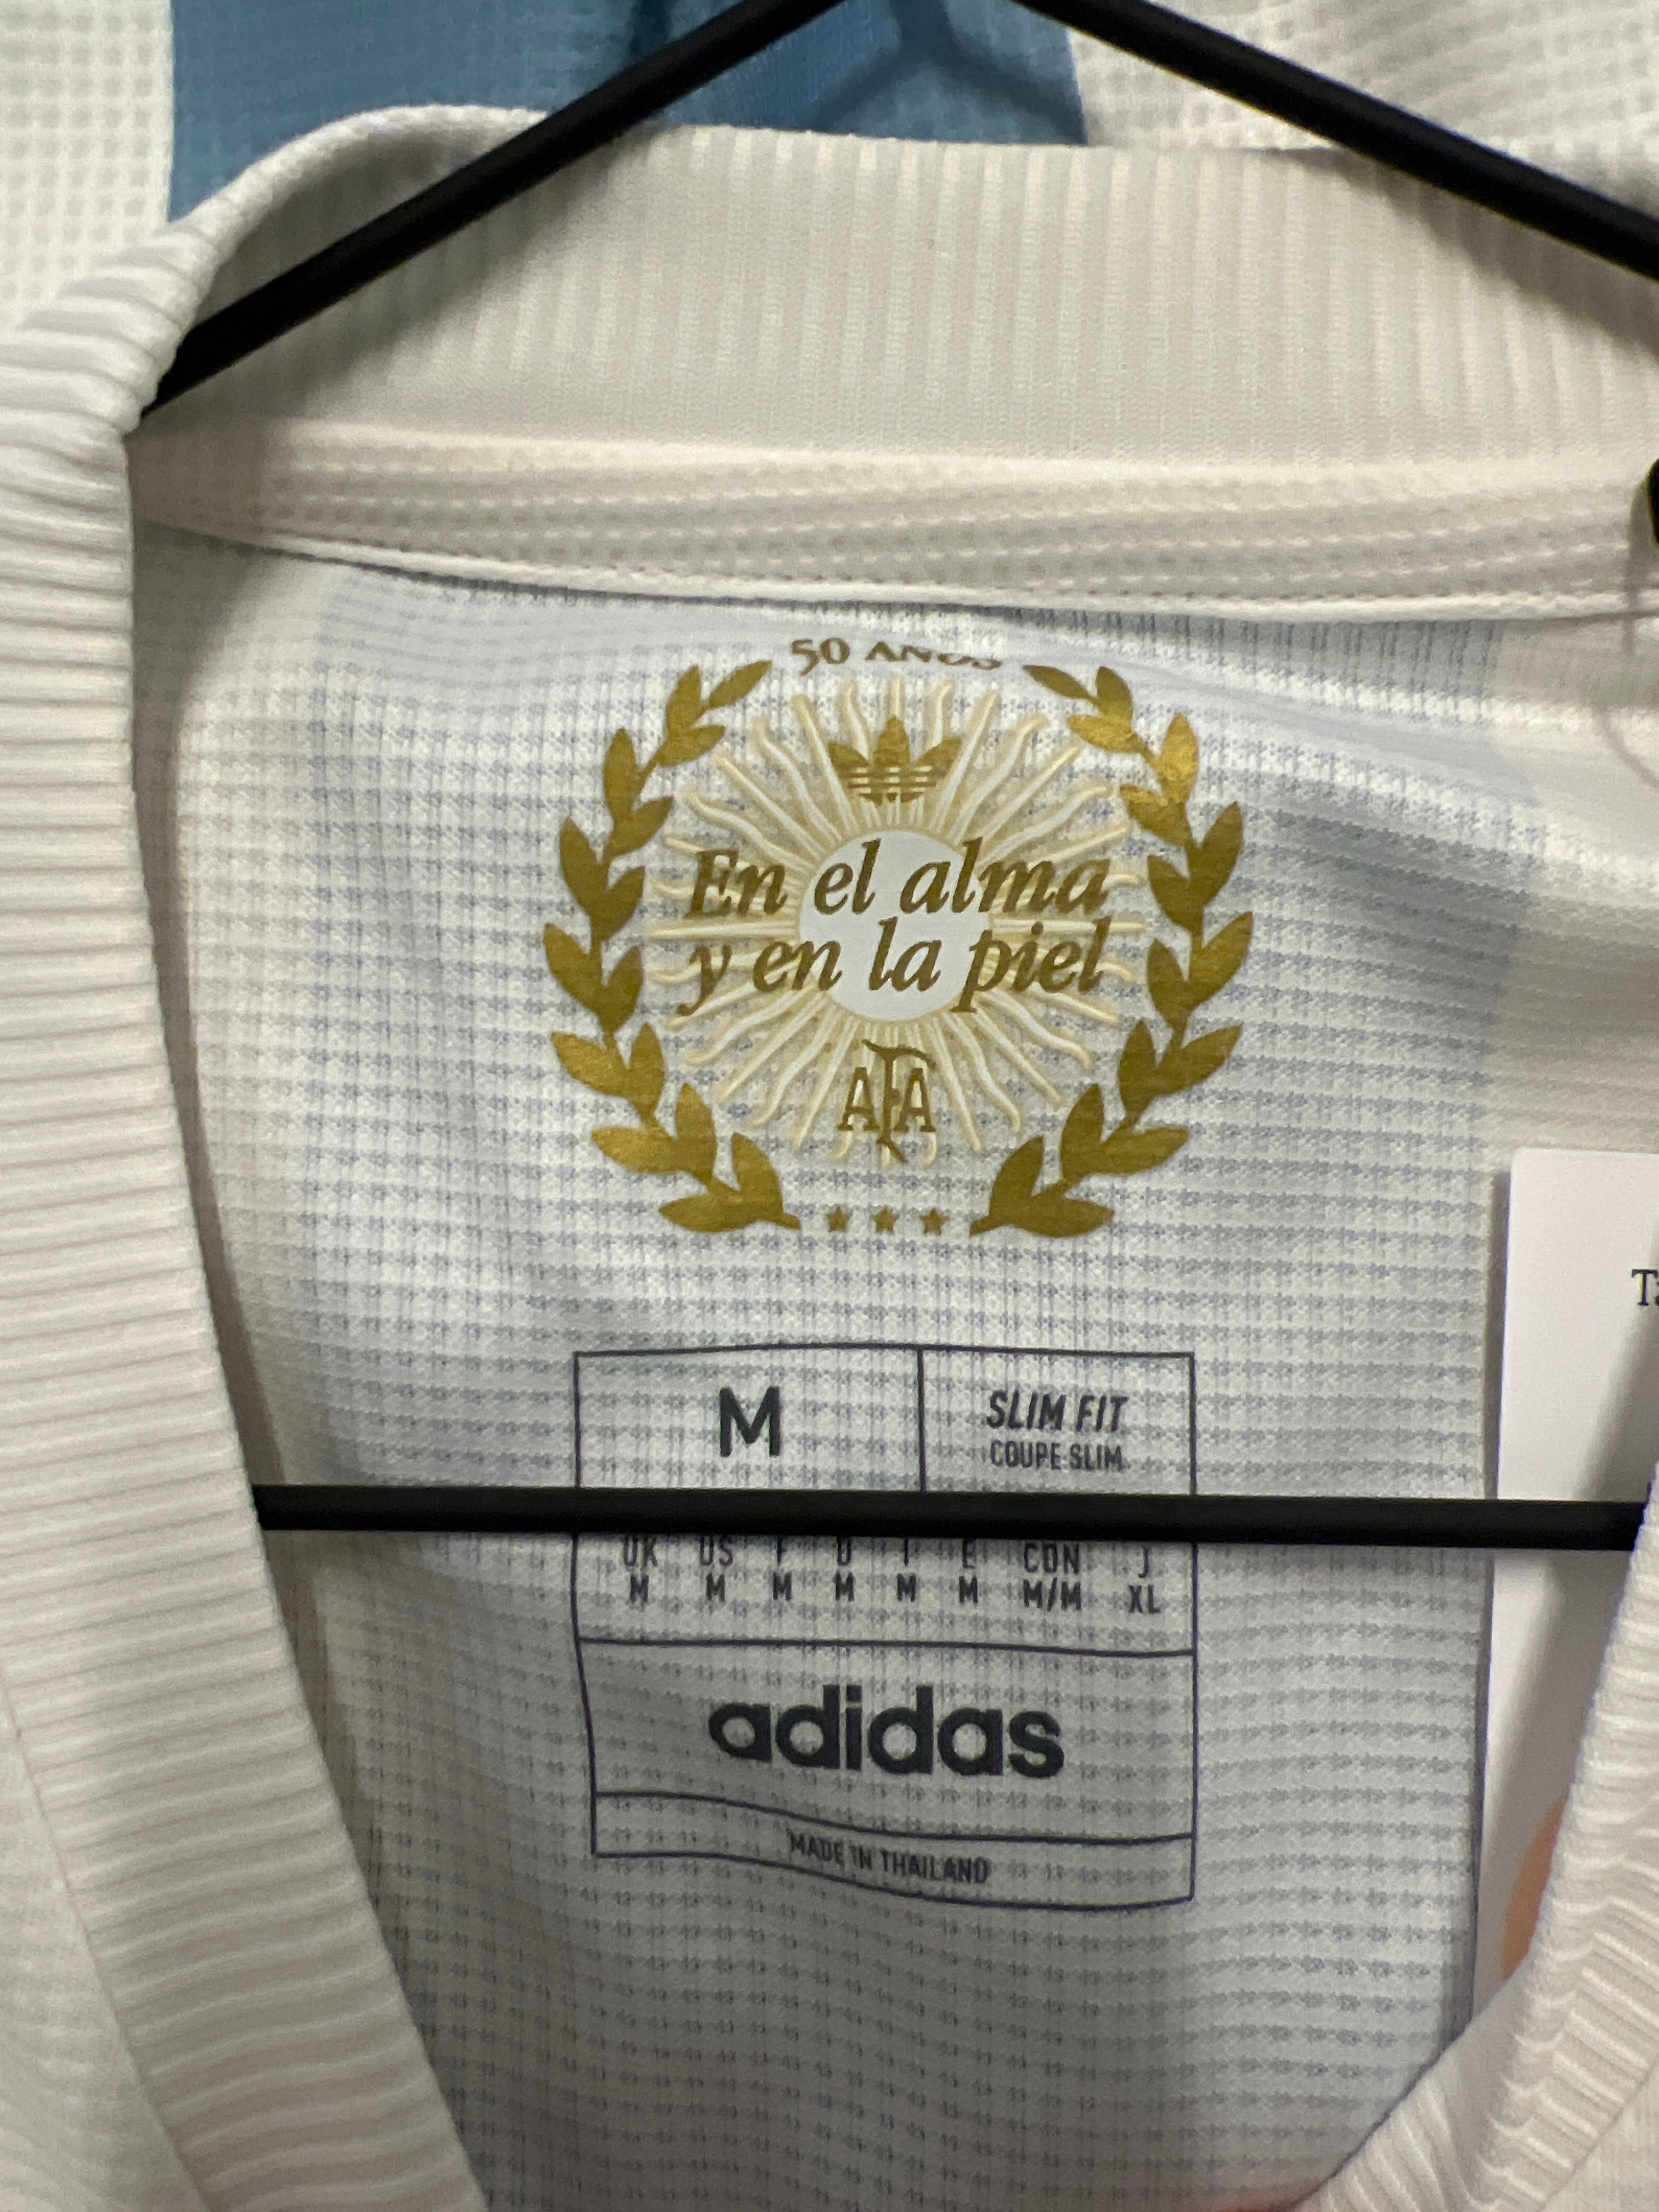 50 AÑOS
En el alma
y en la piel
AFA
M
SLIM FIT
COUPE SLIM
UK US F D I E CDN J
M M M M M M M/M XL
adidas
MADE IN THAILAND